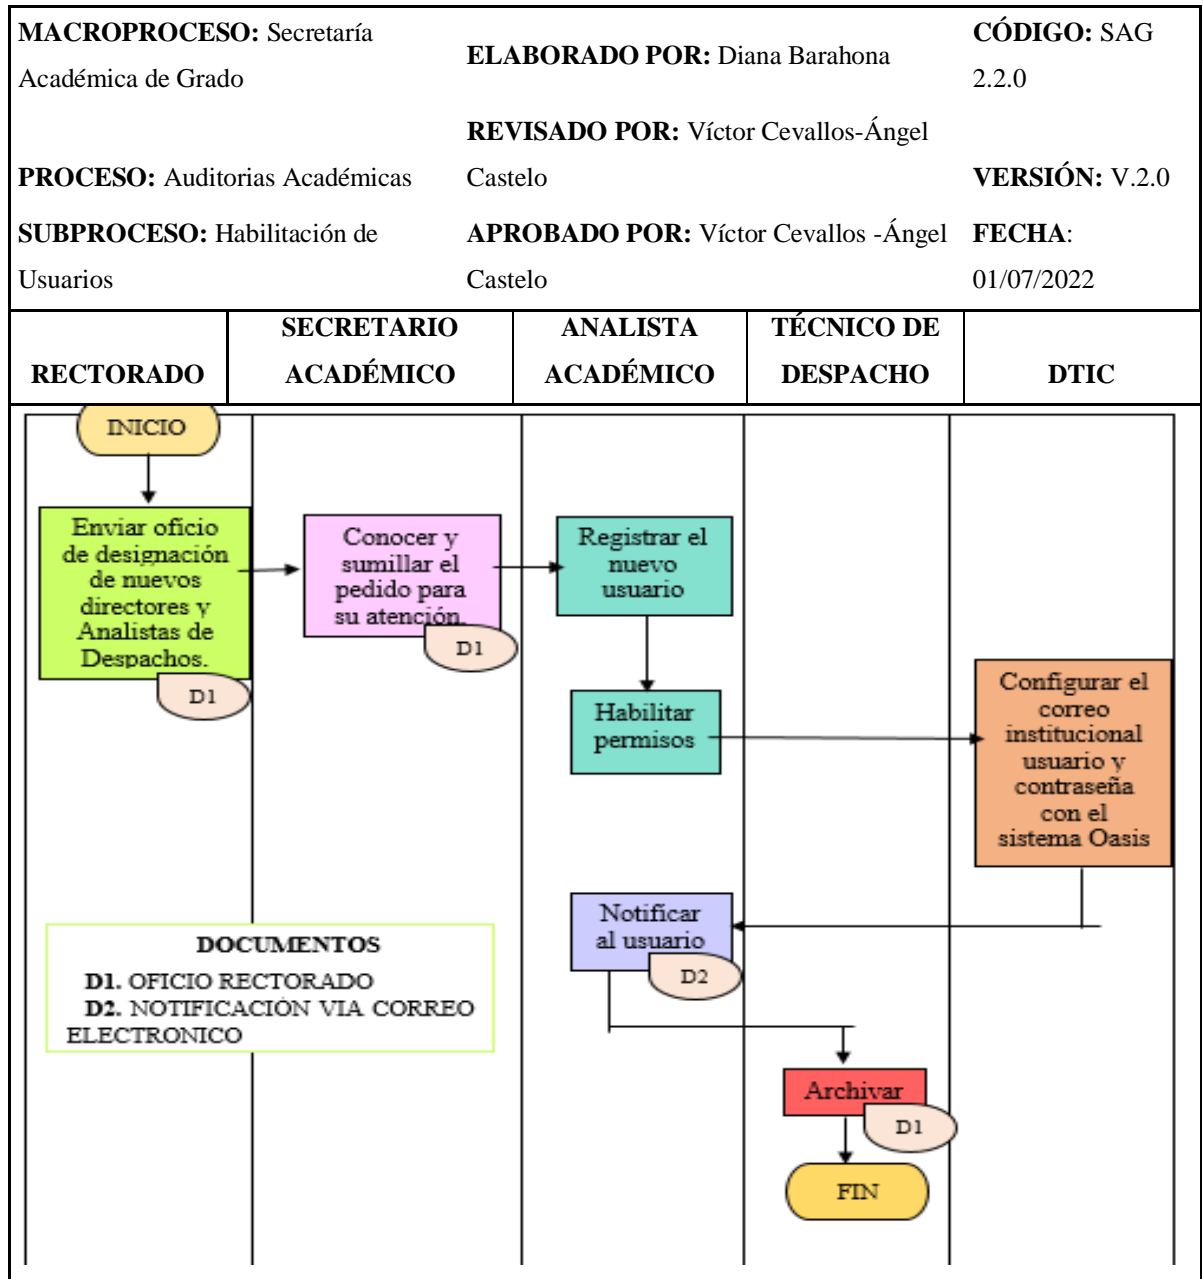 MACROPROCESO: Secretaría
Académica de Grado
ELABORADO POR: Diana Barahona
CÓDIGO: SAG
2.2.0
PROCESO: Auditorias Académicas
REVISADO POR: Víctor Cevallos-Ángel
Castelo
VERSIÓN: V.2.0
SUBPROCESO: Habilitación de
Usuarios
APROBADO POR: Víctor Cevallos -Ángel
Castelo
FECHA:
01/07/2022
RECTORADO
SECRETARIO
ACADÉMICO
ANALISTA
ACADÉMICO
TÉCNICO DE
DESPACHO
DTIC
INICIO
Enviar oficio
de designación
de nuevos
directores y
Analistas de
Despachos.
D1
Conocer y
sumillar el
pedido para
su atención.
D1
Registrar el
nuevo
usuario
Habilitar
permisos
Configurar el
correo
institucional
usuario y
contraseña
con el
sistema Oasis
Notificar
al usuario
D2
DOCUMENTOS
D1. OFICIO RECTORADO
D2. NOTIFICACIÓN VIA CORREO
ELECTRONICO
Archivar
D1
FIN